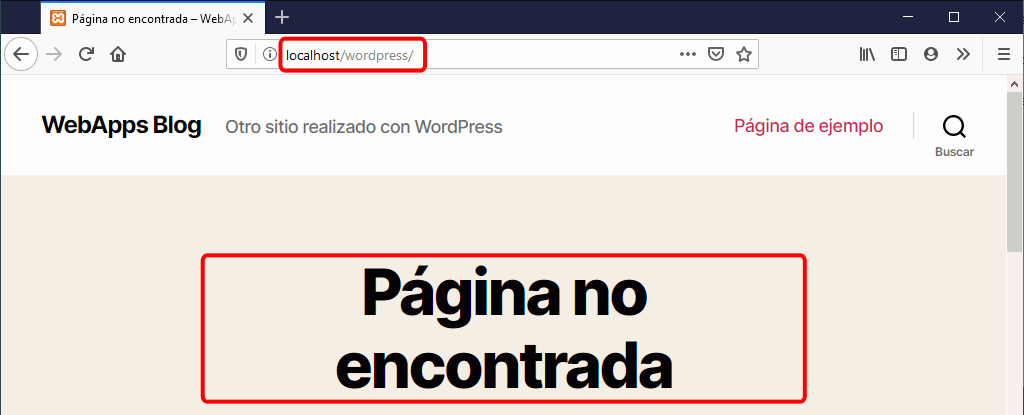 Página no encontrada – WebAp
localhost/wordpress/
WebApps Blog
Otro sitio realizado con WordPress
Página de ejemplo
Buscar
Página no
encontrada